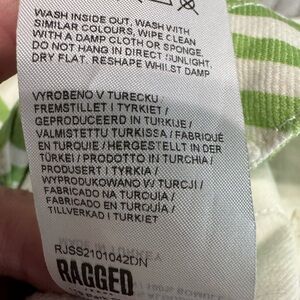 WASH INSIDE OUT, WASH WITH
SIMILAR COLOURS, WIPE CLEAN
WITH A DAMP CLOTH OR SPONGE.
DO NOT HANG IN DIRECT SUNLIGHT.
DRY FLAT. RESHAPE WHILST DAMP
VYROBENO V TURECKU
FREMSTILLET I TYRKIET /
GEPRODUCEERD IN TURKIJE /
VALMISTETTU TURKISSA / FABRIQUÉ
EN TURQUIE / HERGESTELLT IN DER
TÜRKEI / PRODOTTO IN TURCHIA /
PRODUSERT I TYRKIA /
WYPRODUKOWANO W TURCJI /
FABRICADO NA TURQUIA /
FABRICADO EN TURQUÍA /
TILLVERKAD I TURKIET
RJSS2101042DN
RAGGED